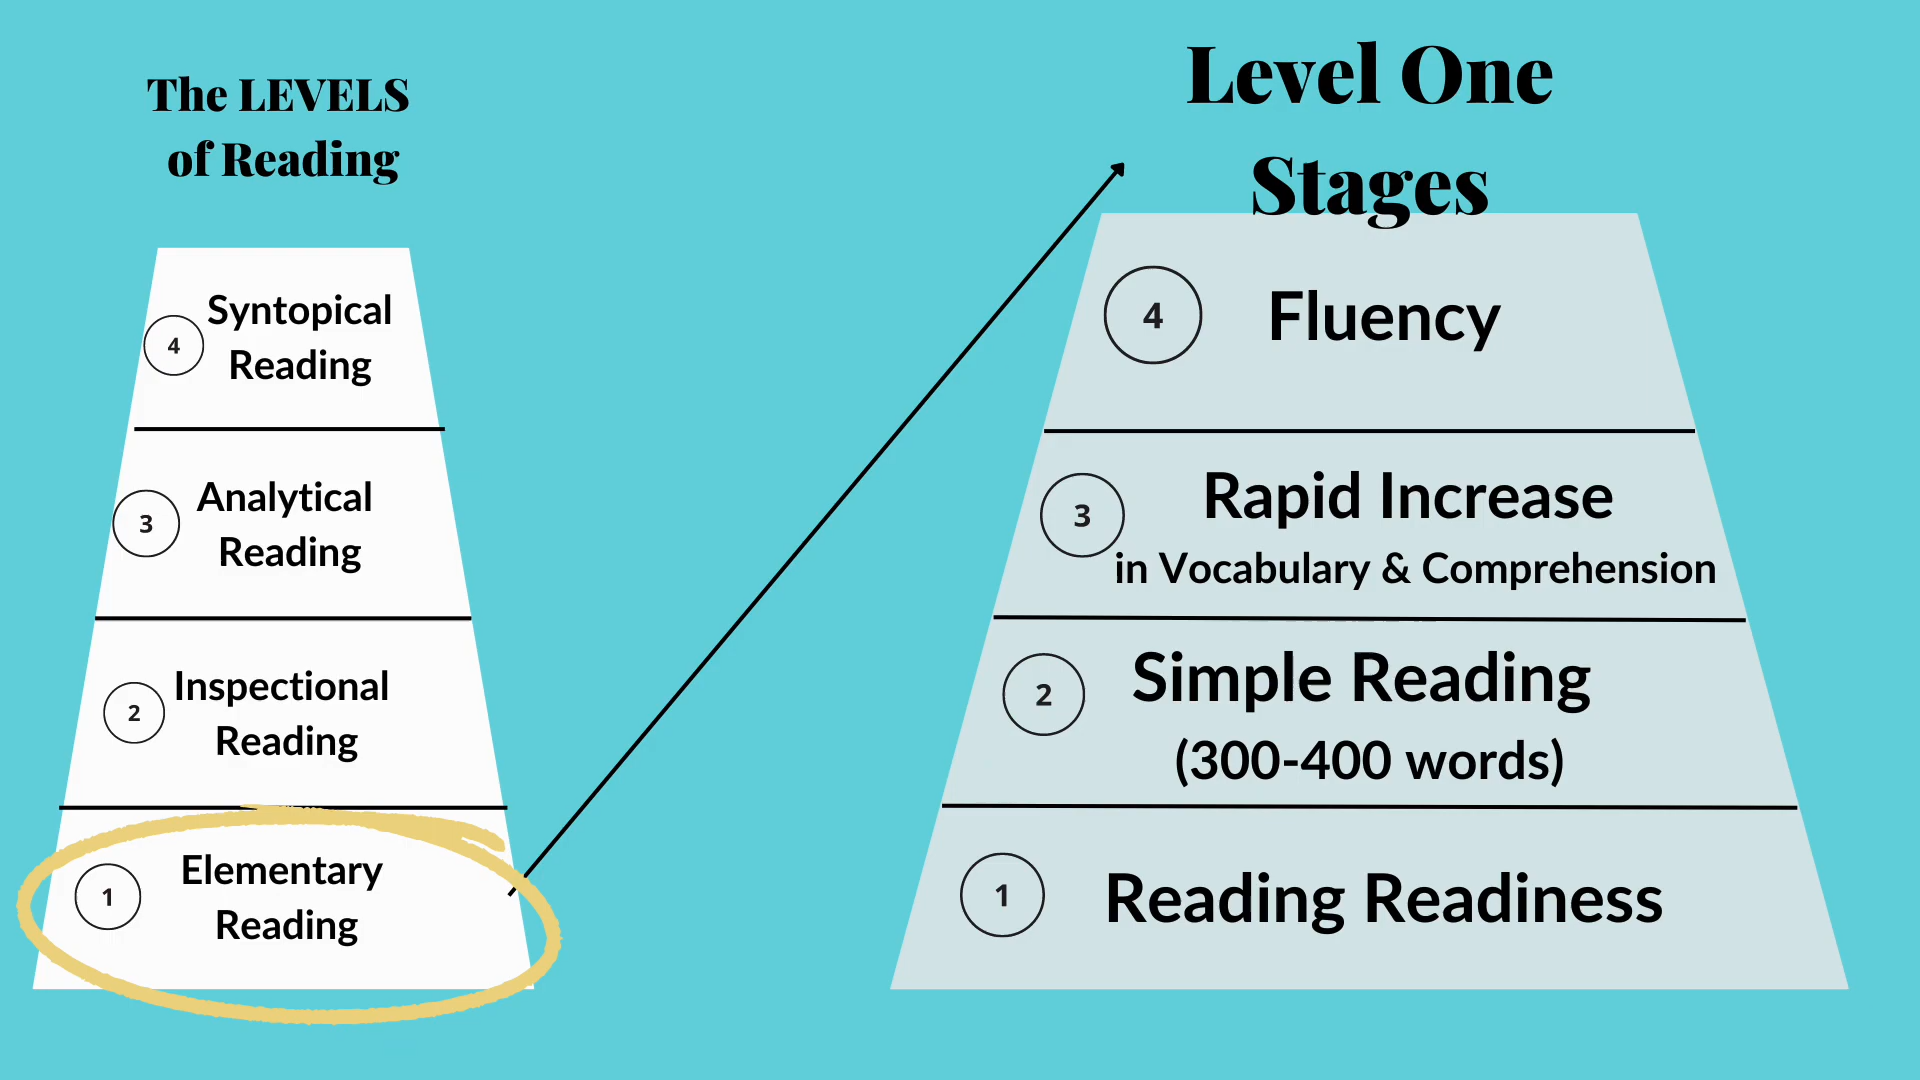 The LEVELS
of Reading
4
Syntopical
Reading
3
Analytical
Reading
2
Inspectional
Reading
1
Elementary
Reading
Level One
Stages
4
Fluency
3
Rapid Increase
in Vocabulary & Comprehension
2
Simple Reading
(300-400 words)
1
Reading Readiness